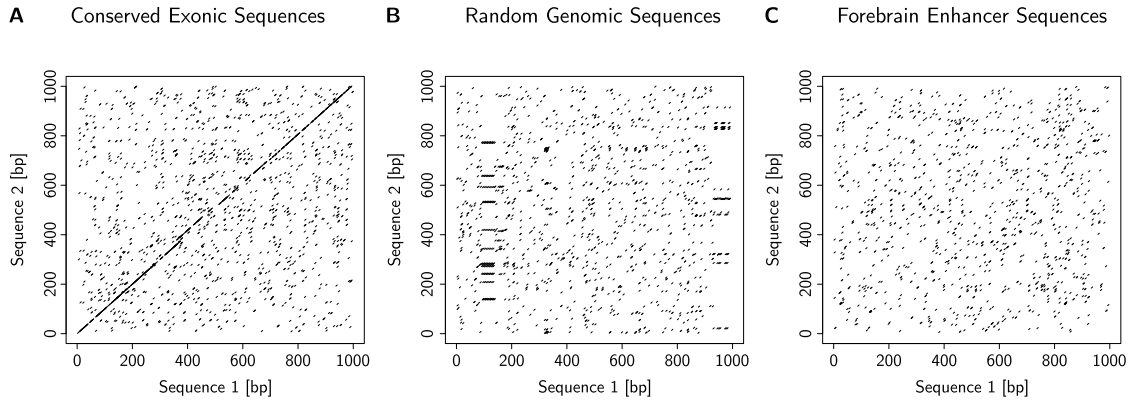 A Conserved Exonic Sequences
Sequence 2 [bp]
0 200 400 600 800 1000
0 200 400 600 800 1000
Sequence 1 [bp]
B Random Genomic Sequences
Sequence 2 [bp]
0 200 400 600 800 1000
0 200 400 600 800 1000
Sequence 1 [bp]
C Forebrain Enhancer Sequences
Sequence 2 [bp]
0 200 400 600 800 1000
0 200 400 600 800 1000
Sequence 1 [bp]